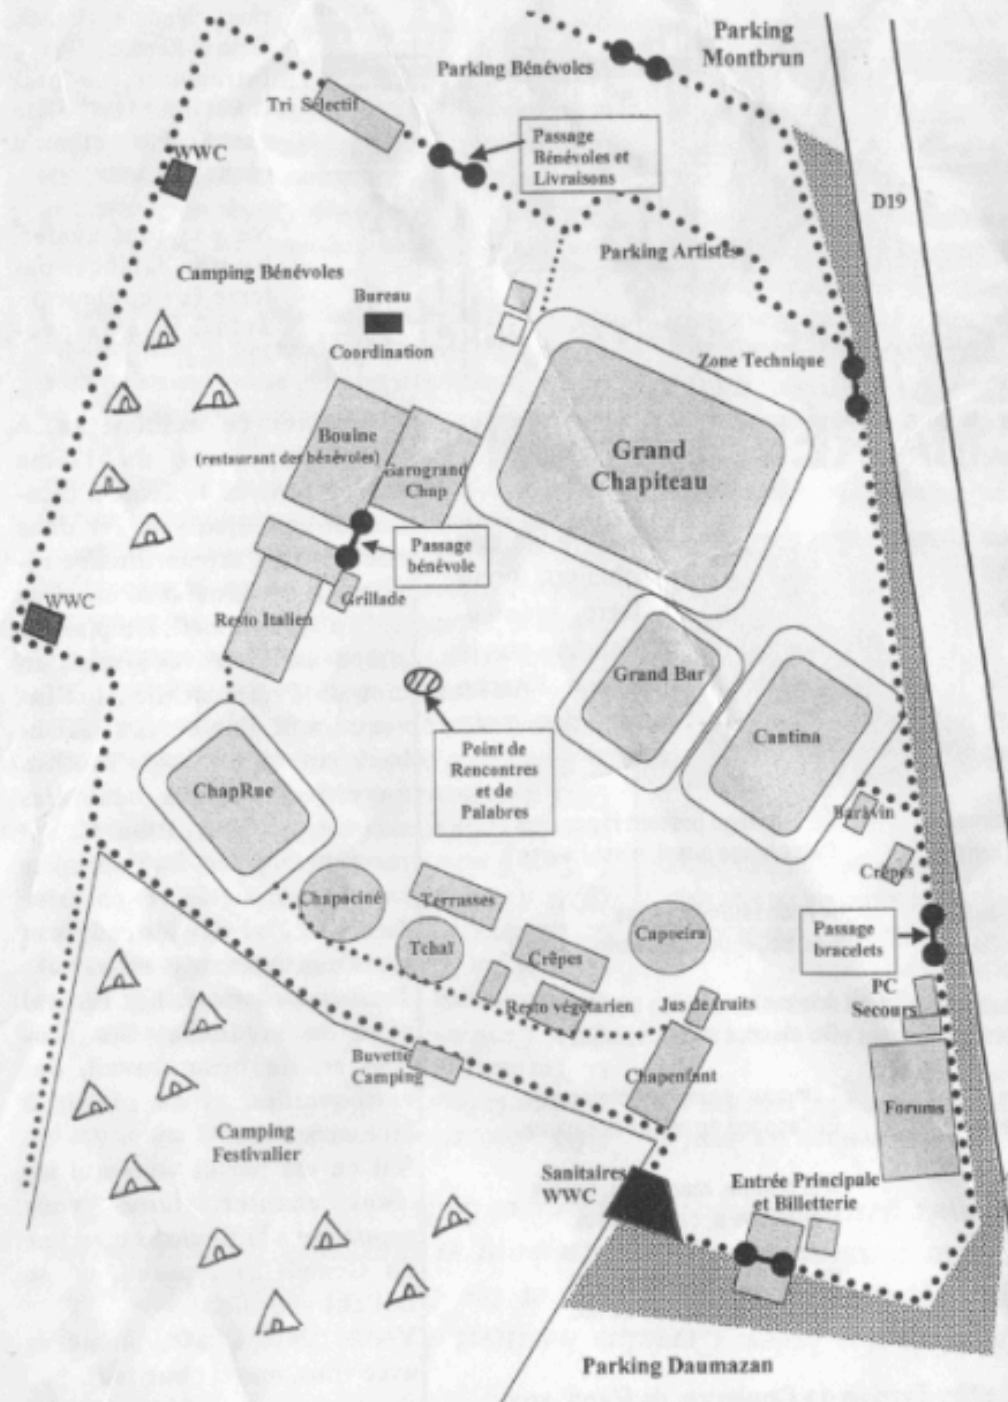 Parking
Montbrun
Parking Bénévoles
Tri Sélectif
Passage
Bénévoles et
Livraisons
WWC
D19
Parking Artistes
Camping Bénévoles
Bureau
Coordination
Zone Technique
Bouine
(restaurant des bénévoles)
Garogrand
Chap
Grand
Chapiteau
Passage
bénévole
Grillade
WWC
Resto Italien
Grand Bar
Cantina
Point de
Rencontres
et de
Palabres
ChapRue
Baravin
Crêpes
Chapaciné
Terrasses
Tchaï
Crêpes
Capoeira
Passage
bracelets
PC
Secours
Resto végétarien
Jus de fruits
Buvette
Camping
Chapenfant
Forums
Camping
Festivalier
Sanitaires
WWC
Entrée Principale
et Billetterie
Parking Daumazan